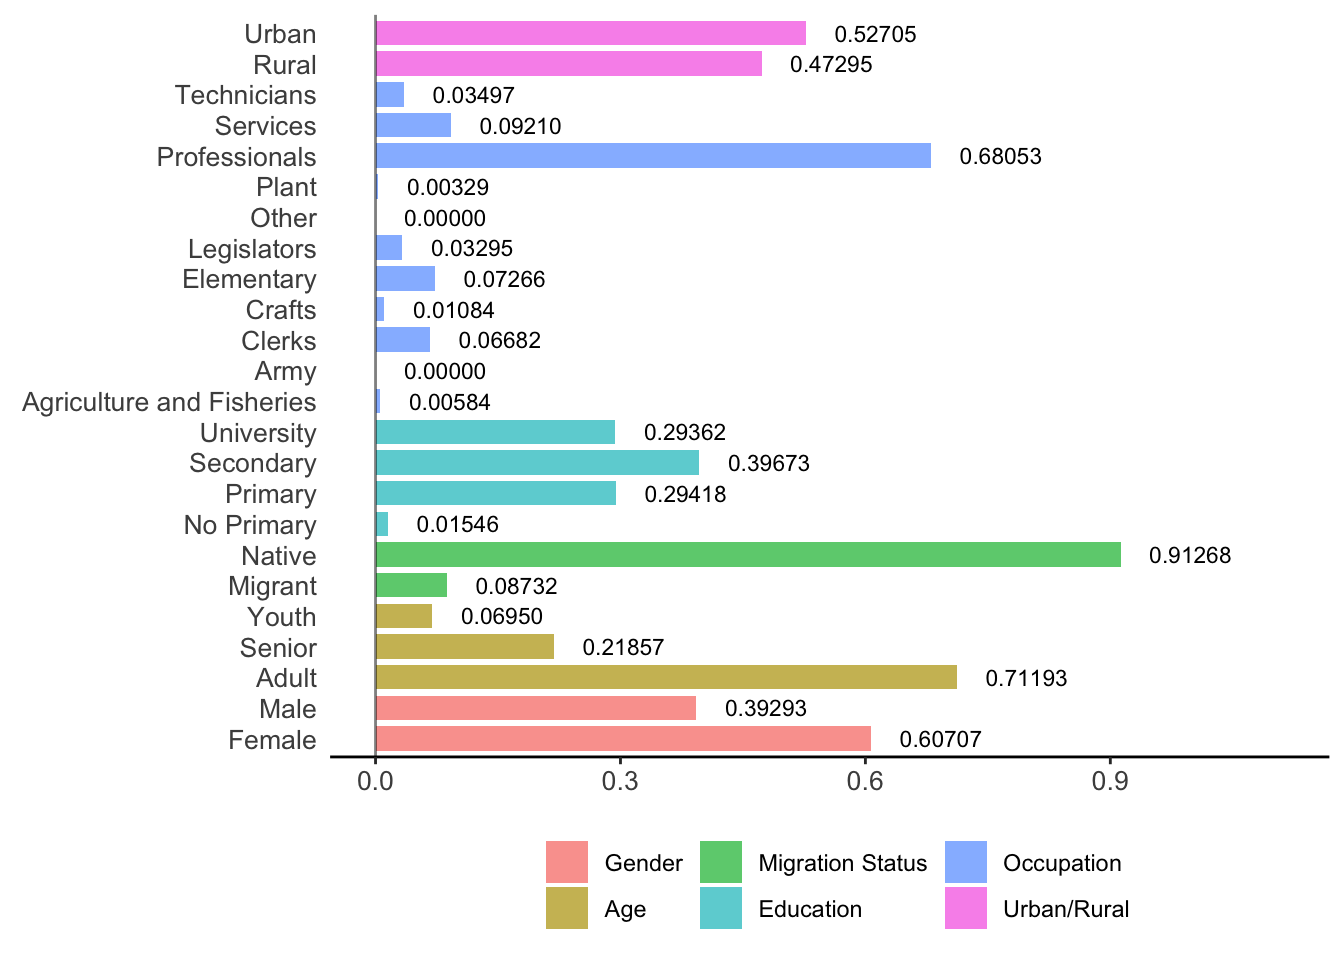 Urban 0.52705
Rural 0.47295
Technicians 0.03497
Services 0.09210
Professionals 0.68053
Plant 0.00329
Other 0.00000
Legislators 0.03295
Elementary 0.07266
Crafts 0.01084
Clerks 0.06682
Army 0.00000
Agriculture and Fisheries 0.00584
University 0.29362
Secondary 0.39673
Primary 0.29418
No Primary 0.01546
Native 0.91268
Migrant 0.08732
Youth 0.06950
Senior 0.21857
Adult 0.71193
Male 0.39293
Female 0.60707
0.0 0.3 0.6 0.9
Gender Migration Status Occupation
Age Education Urban/Rural